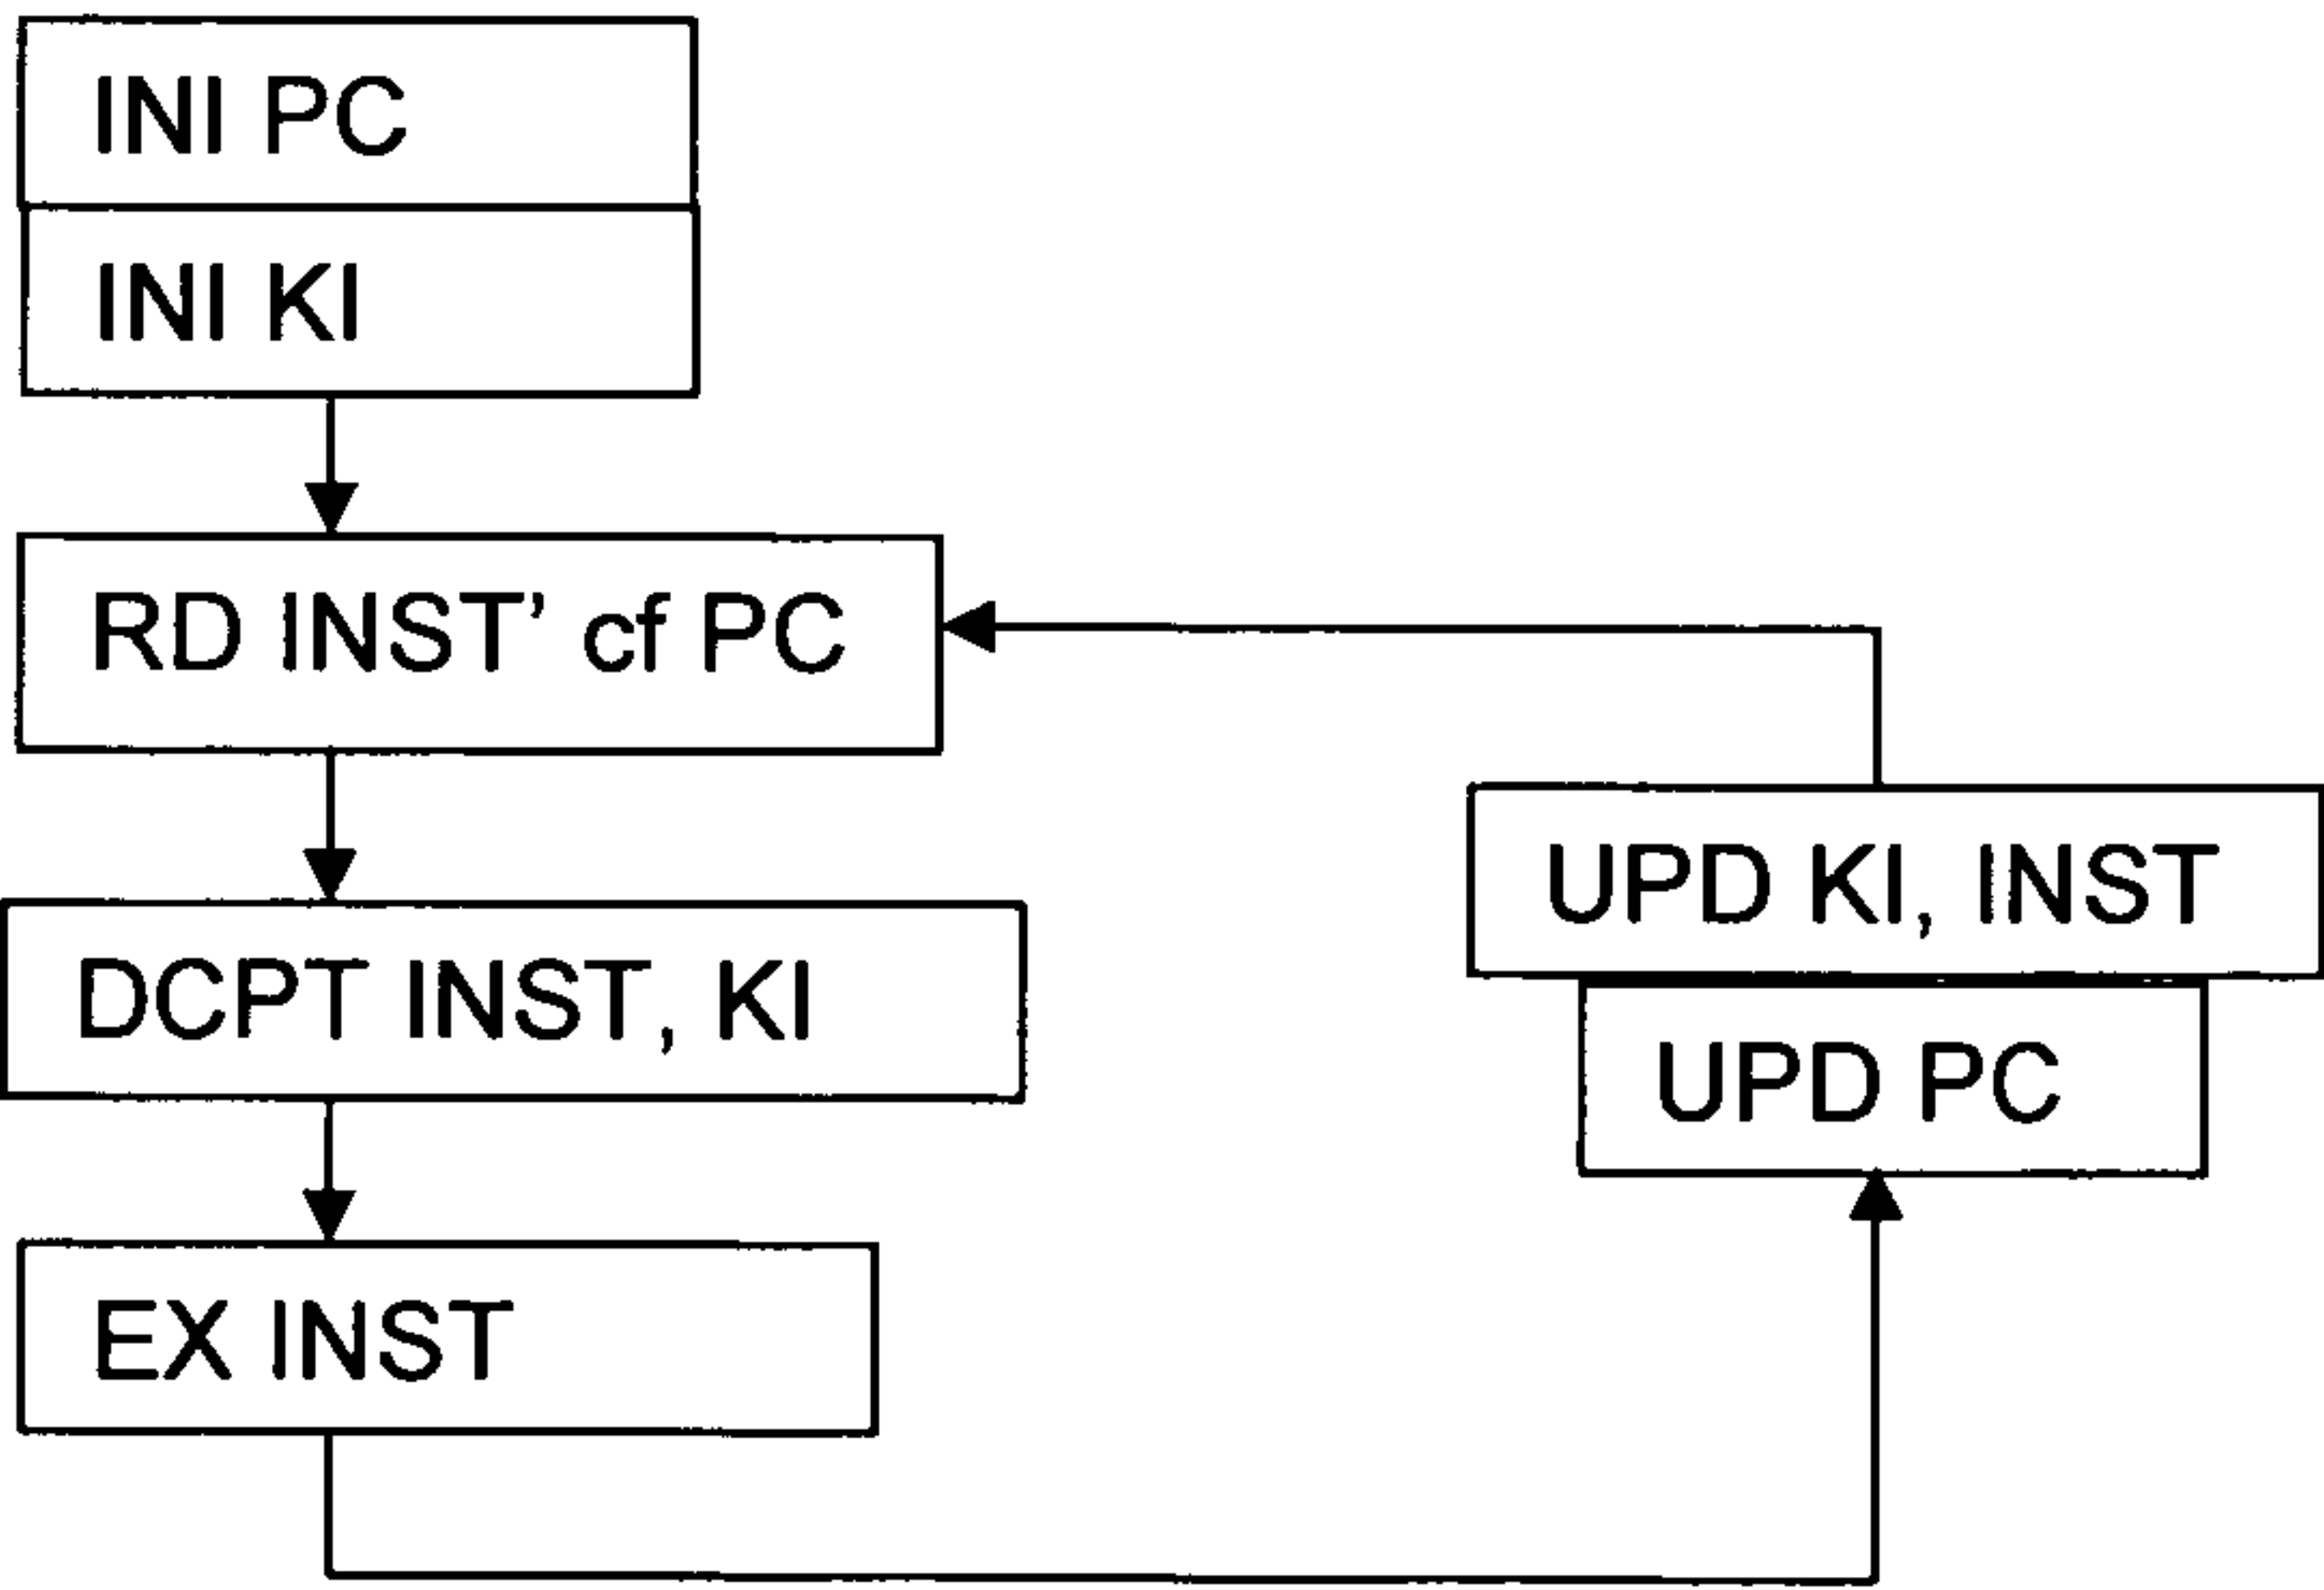 INI PC
INI KI
RD INST’ cf PC
DCPT INST, KI
EX INST
UPD KI, INST
UPD PC